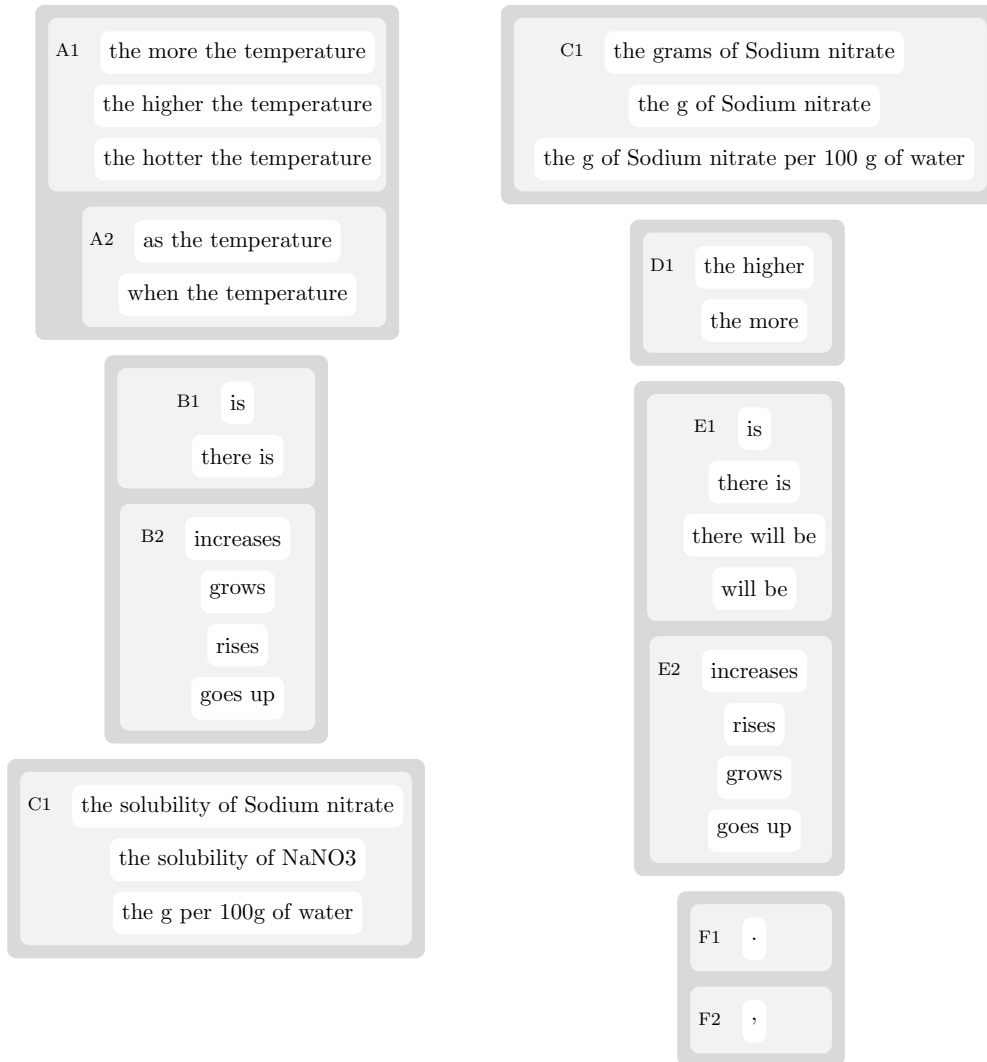 A1 the more the temperature
the higher the temperature
the hotter the temperature
A2 as the temperature
when the temperature
B1 is
there is
B2 increases
grows
rises
goes up
C1 the solubility of Sodium nitrate
the solubility of NaNO3
the g per 100g of water
C1 the grams of Sodium nitrate
the g of Sodium nitrate
the g of Sodium nitrate per 100 g of water
D1 the higher
the more
E1 is
there is
there will be
will be
E2 increases
rises
grows
goes up
F1 .
F2 ,